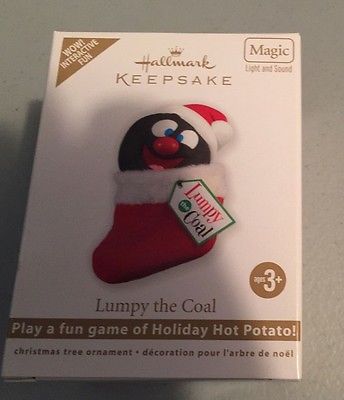 WOW!
INTERACTIVE
FUN
Hallmark
KEEPSAKE
Magic
Light and Sound
Lumpy
the
Coal
ages 3+
Lumpy the Coal
Play a fun game of Holiday Hot Potato!
christmas tree ornament • décoration pour l'arbre de noël